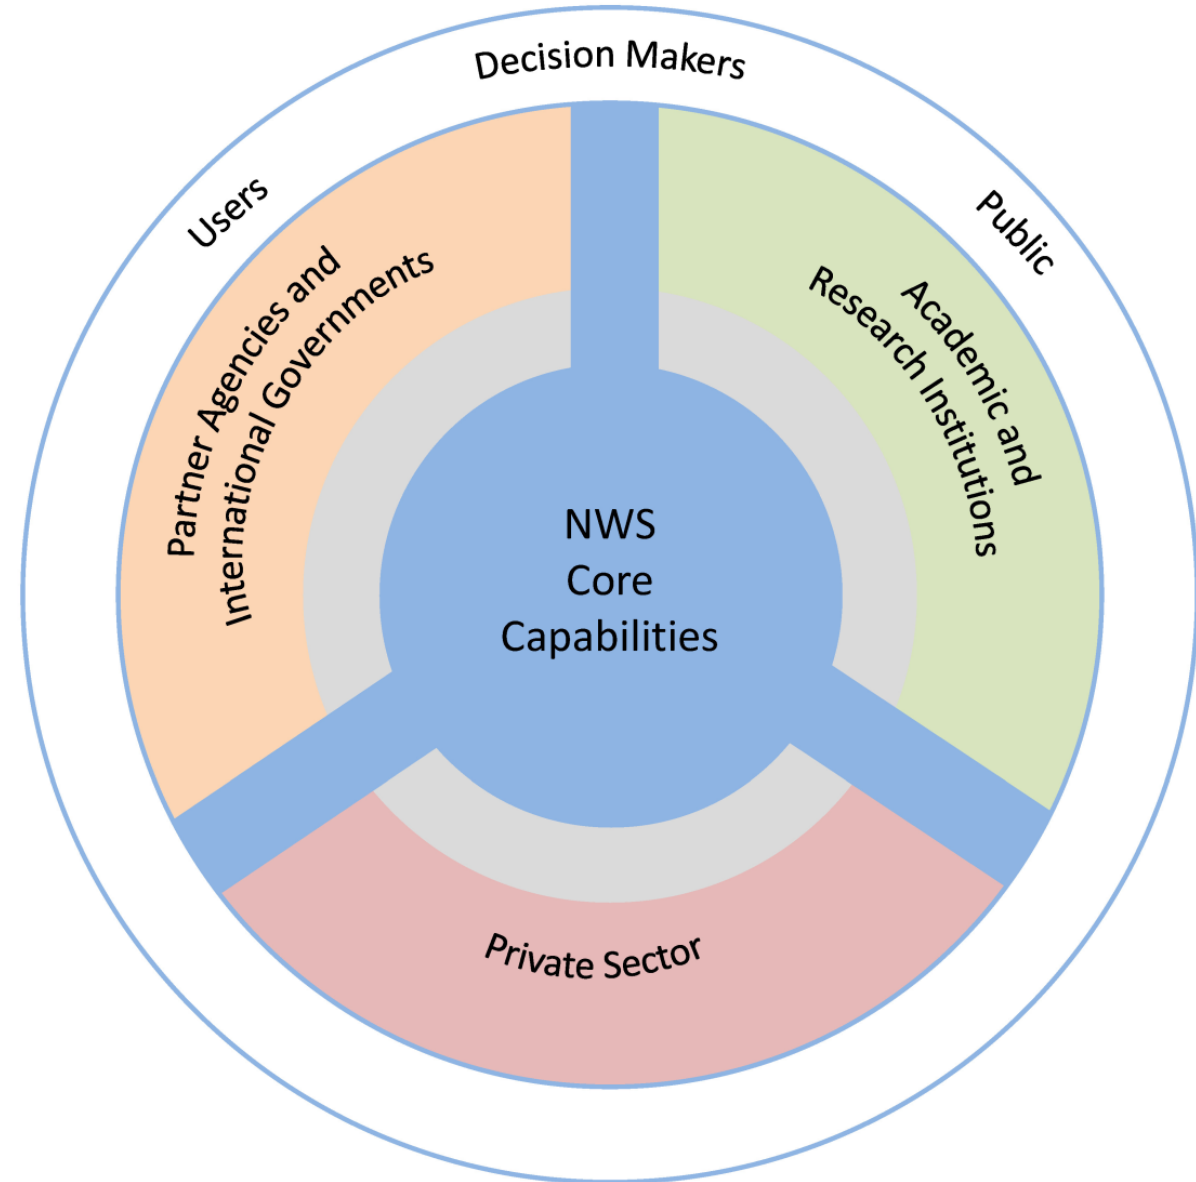 Decision Makers
Users
Public
Partner Agencies and
International Governments
Academic and
Research Institutions
NWS
Core
Capabilities
Private Sector